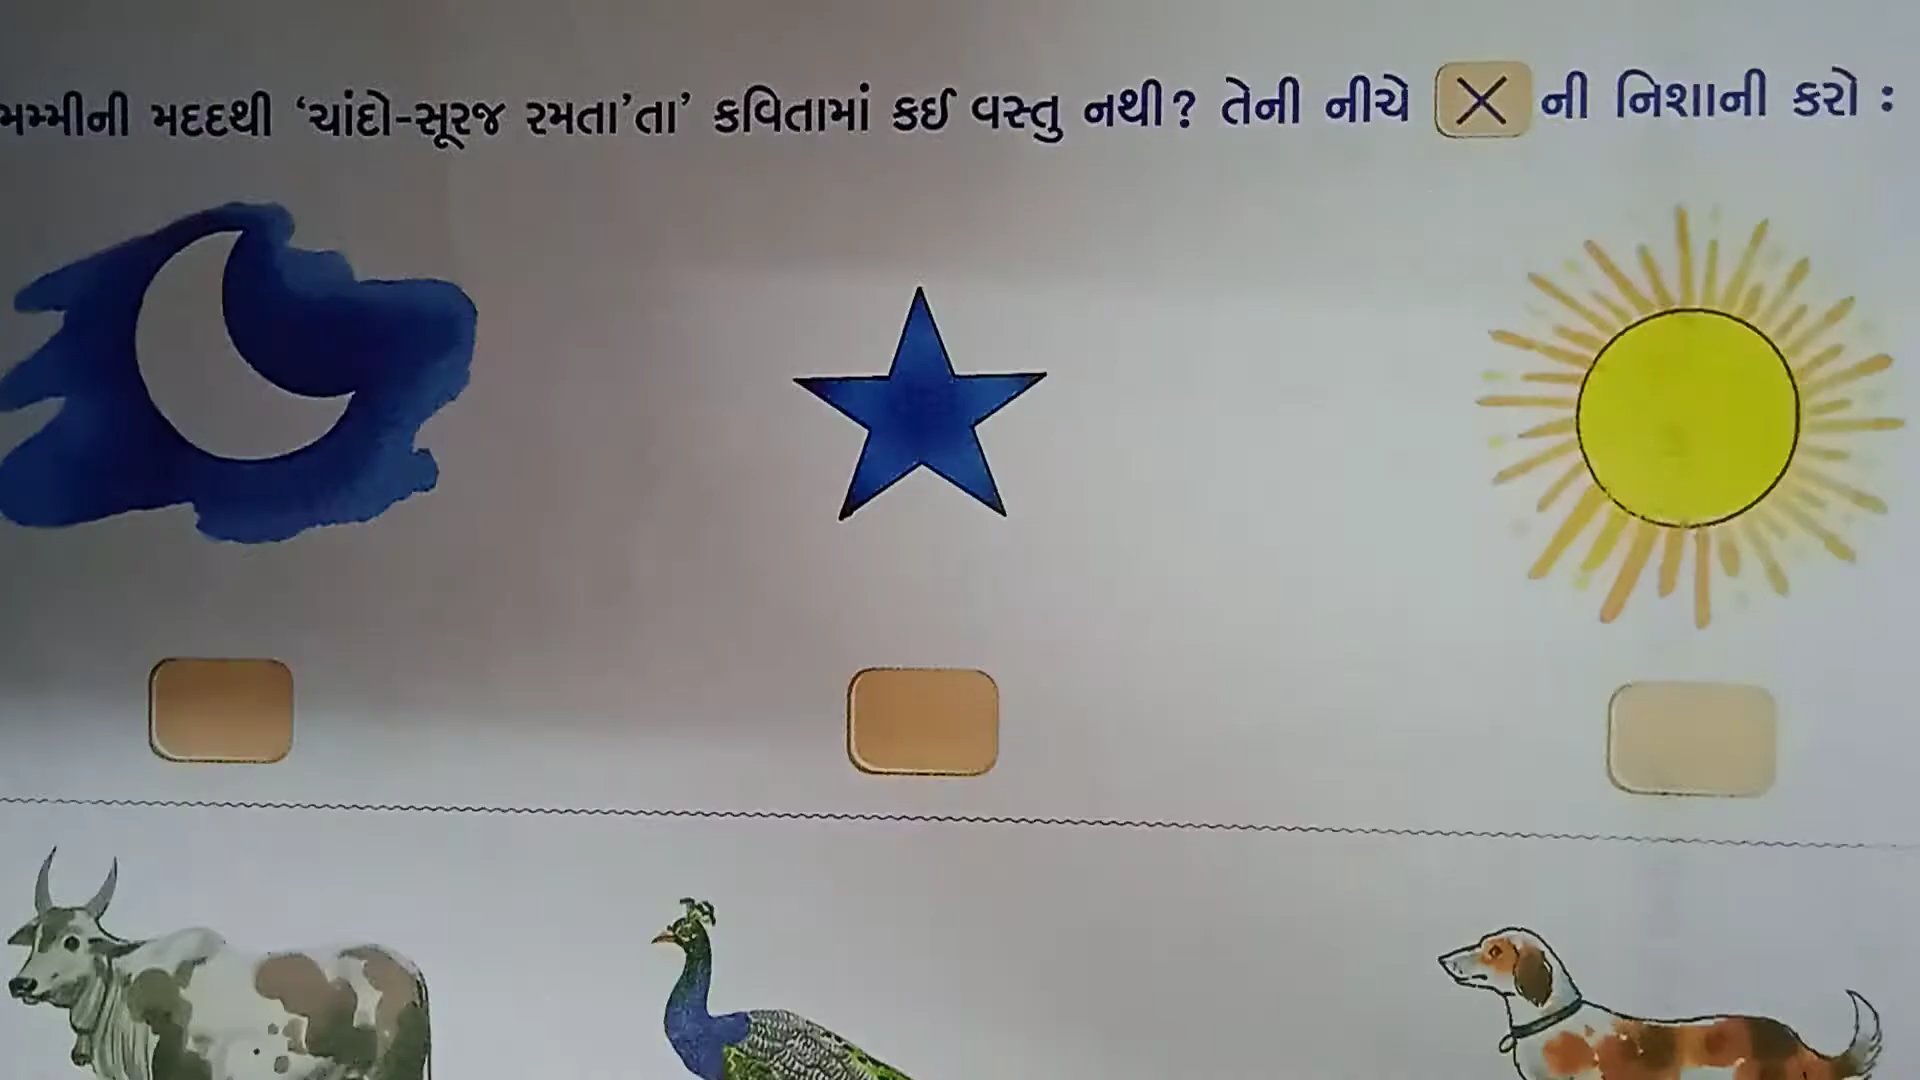 મમ્મીની મદદથી ‘ચાંદો-સૂરજ રમતા’તા’ કવિતામાં કઈ વસ્તુ નથી? તેની નીચે X ની નિશાની કરો :